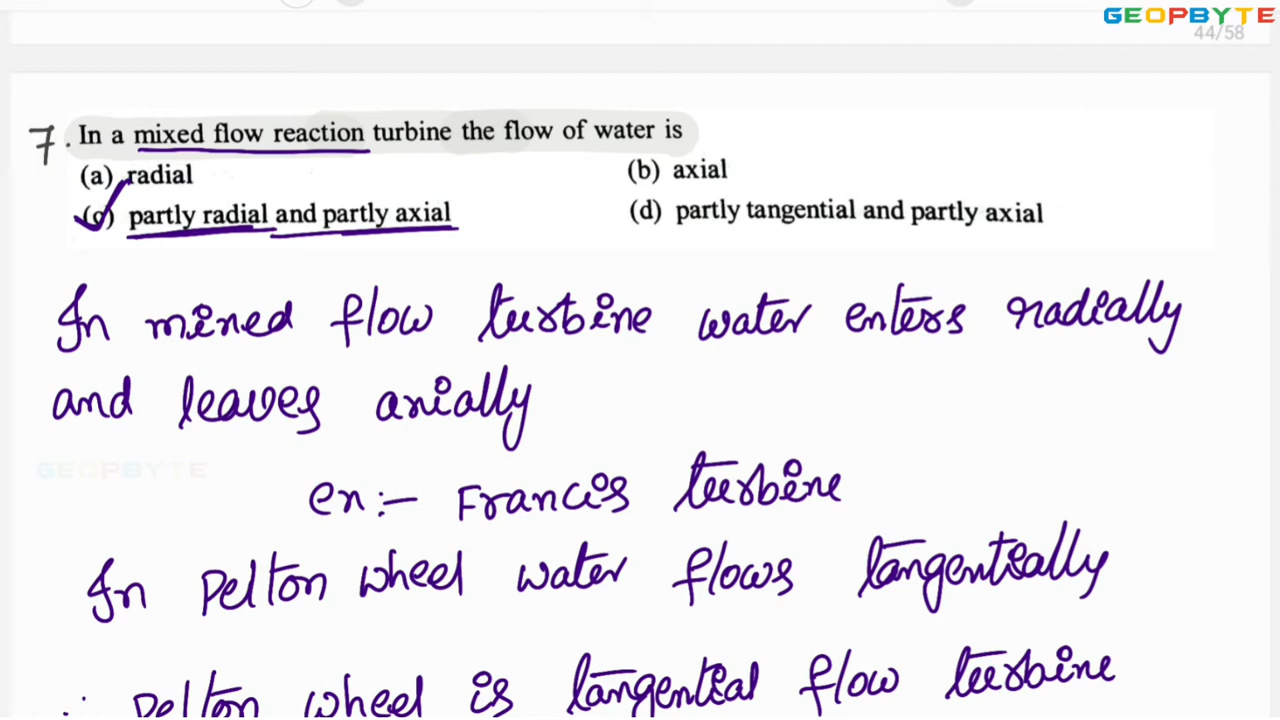 GEOPBYTE
44/58
7. In a mixed flow reaction turbine the flow of water is
(a) radial (b) axial
(c) partly radial and partly axial (d) partly tangential and partly axial
In mixed flow turbine water enters radially
and leaves axially
GEOPBYTE
ex:- Francis turbine
In Pelton wheel water flows tangentially
∴ Pelton wheel is tangential flow turbine